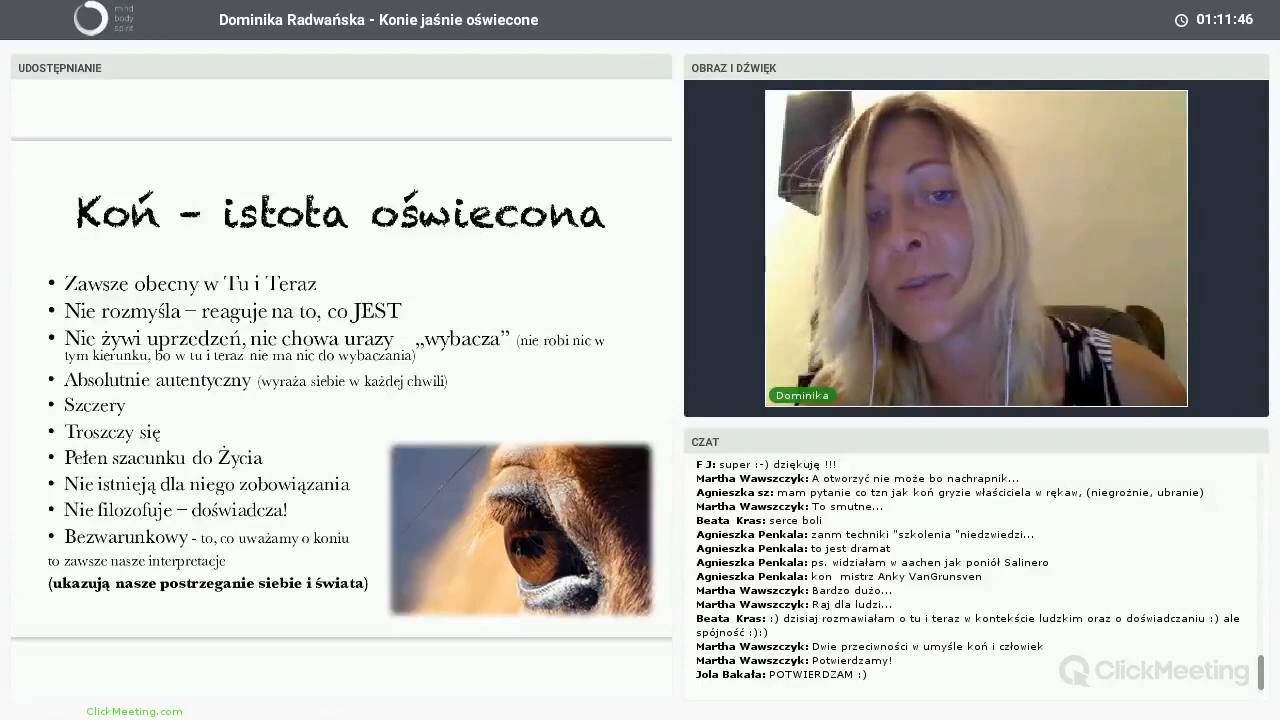 mind
body
spirit
Dominika Radwańska - Konie jaśnie oświecone
01:11:46
UDOSTĘPNIANIE
Koń - istota oświecona
• Zawsze obecny w Tu i Teraz
• Nie rozmyśla – reaguje na to, co JEST
• Nie żywi uprzedzeń, nie chowa urazy „wybacza” (nie robi nic w
tym kierunku, bo w tu i teraz nie ma nic do wybaczania)
• Absolutnie autentyczny (wyraża siebie w każdej chwili)
• Szczery
• Troszczy się
• Pełen szacunku do Życia
• Nie istnieją dla niego zobowiązania
• Nie filozofuje – doświadcza!
• Bezwarunkowy - to, co uważamy o koniu
to zawsze nasze interpretacje
(ukazują nasze postrzeganie siebie i świata)
ClickMeeting.com
OBRAZ I DŹWIĘK
Dominika
CZAT
F J: super :-) dziękuję !!!
Martha Wawszczyk: A otworzyć nie może bo nachrapnik...
Agnieszka sz: mam pytanie co tzn jak koń gryzie właściciela w rękaw, (niegrożnie, ubranie)
Martha Wawszczyk: To smutne...
Beata Kras: serce boli
Agnieszka Penkala: zanm techniki "szkolenia "niedzwiedzi...
Agnieszka Penkala: to jest dramat
Agnieszka Penkala: ps. widziałam w aachen jak poniół Salinero
Agnieszka Penkala: kon mistrz Anky VanGrunsven
Martha Wawszczyk: Bardzo dużo...
Martha Wawszczyk: Raj dla ludzi...
Beata Kras: :) dzisiaj rozmawiałam o tu i teraz w kontekście ludzkim oraz o doświadczaniu :) ale
spójność :):)
Martha Wawszczyk: Dwie przeciwności w umyśle koń i człowiek
Martha Wawszczyk: Potwierdzamy!
Jola Bakała: POTWIERDZAM :)
ClickMeeting